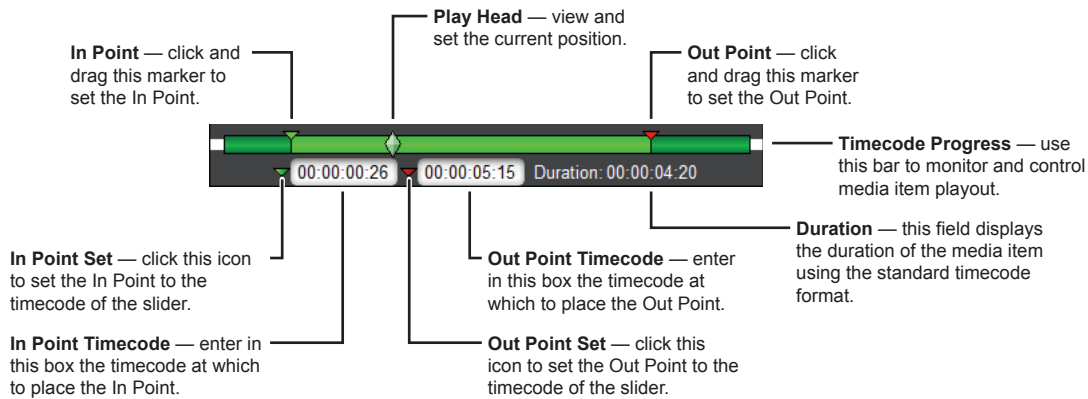 Play Head — view and
set the current position.
In Point — click and
drag this marker to
set the In Point.
Out Point — click
and drag this marker
to set the Out Point.
Timecode Progress — use
this bar to monitor and control
media item playout.
00:00:00:26 00:00:05:15 Duration: 00:00:04:20
Duration — this field displays
the duration of the media item
using the standard timecode
format.
In Point Set — click this icon
to set the In Point to the
timecode of the slider.
Out Point Timecode — enter
in this box the timecode at
which to place the Out Point.
In Point Timecode — enter in
this box the timecode at which
to place the In Point.
Out Point Set — click this
icon to set the Out Point to the
timecode of the slider.